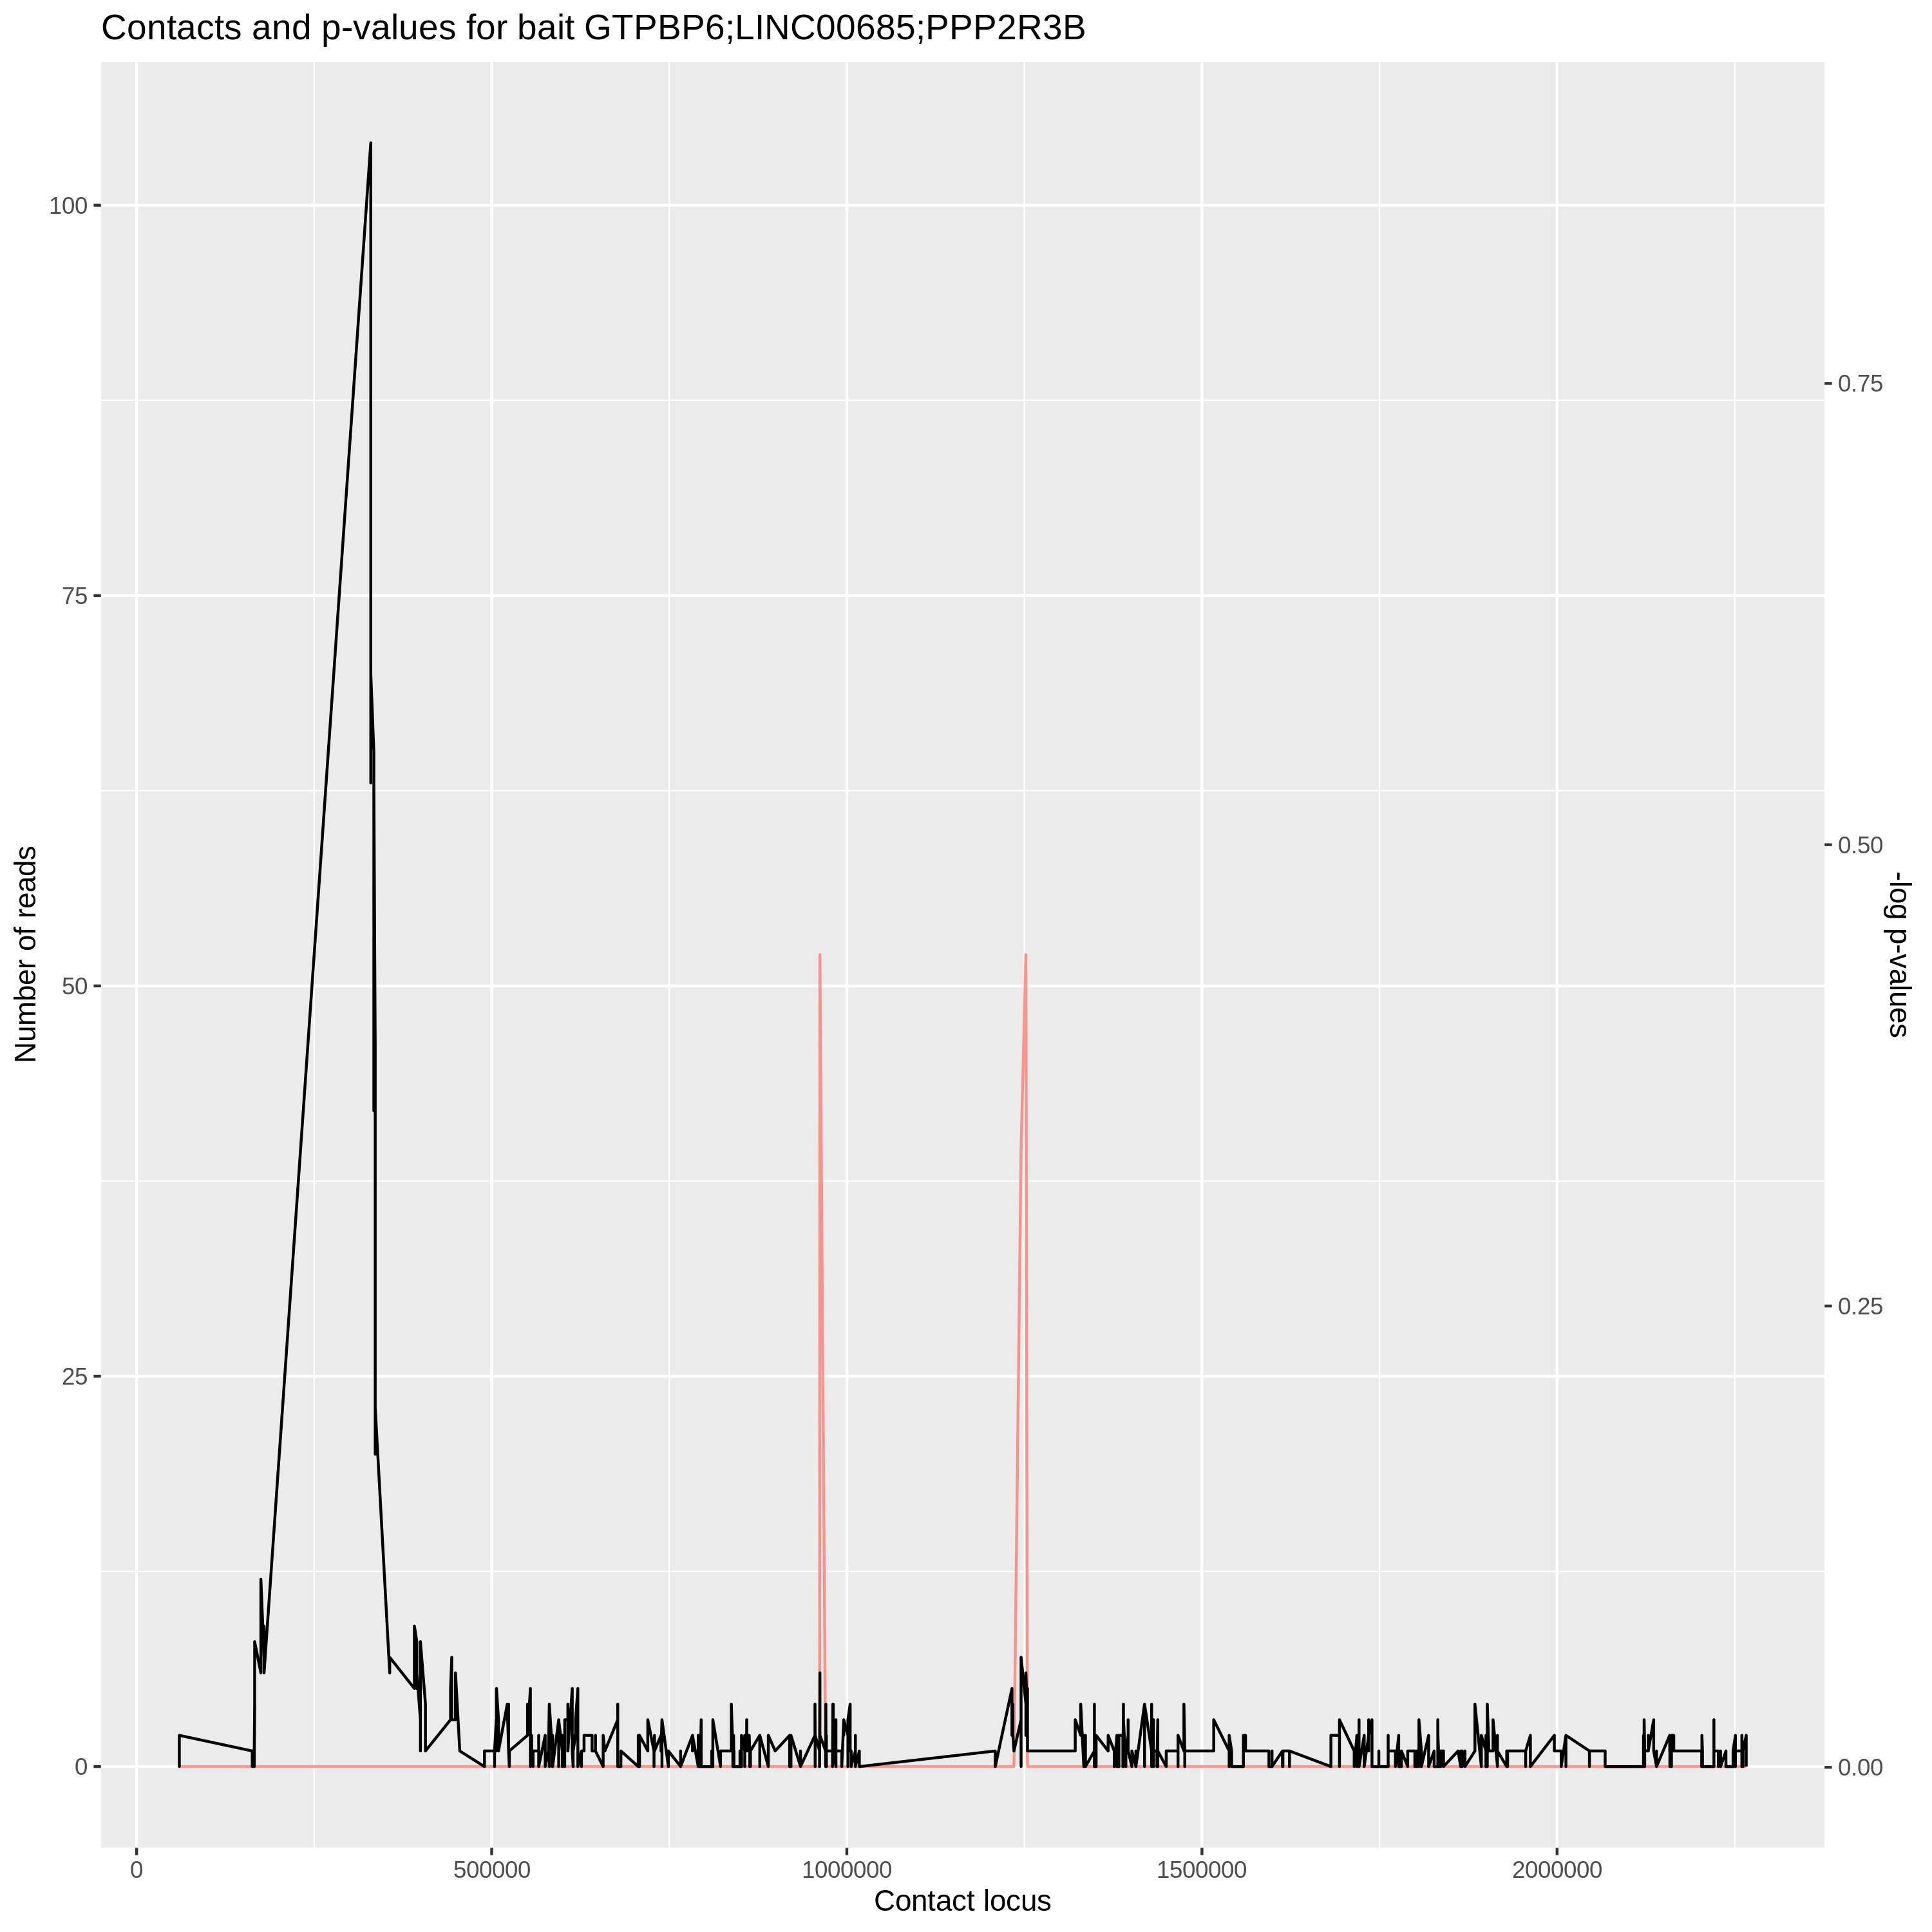 Contacts and p-values for bait GTPBP6;LINC00685;PPP2R3B
100
75
50
25
0
Number of reads
0.75
0.50
0.25
0.00
-log p-values
0 500000 1000000 1500000 2000000
Contact locus